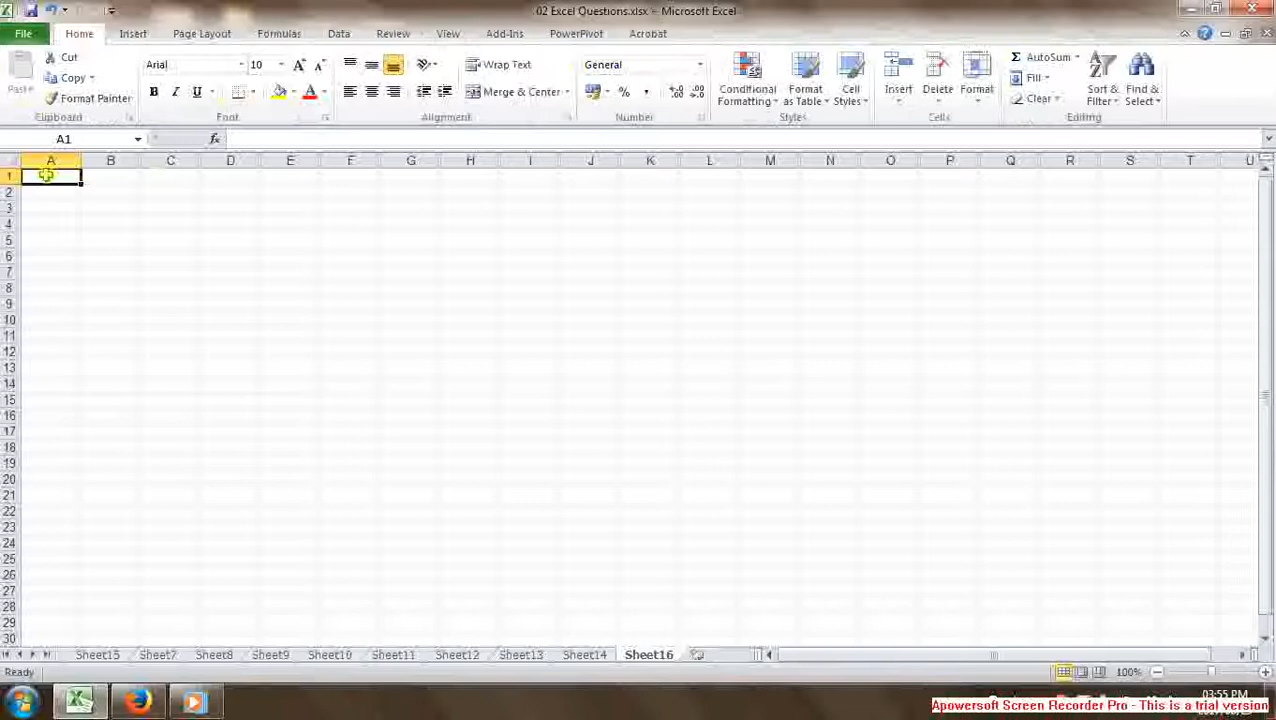 02 Excel Questions.xlsx - Microsoft Excel
File Home Insert Page Layout Formulas Data Review View Add-Ins PowerPivot Acrobat
Paste Cut Arial 10 Wrap Text General Conditional Formatting Format as Table Cell Styles Insert Delete Format AutoSum Sort & Filter Find & Select
Copy Merge & Center Fill
Format Painter B I U A % , Clear
Clipboard Font Alignment Number Styles Cells Editing
A1 fx
A B C D E F G H I J K L M N O P Q R S T U
1
2
3
4
5
6
7
8
9
10
11
12
13
14
15
16
17
18
19
20
21
22
23
24
25
26
27
28
29
30
Sheet15 Sheet7 Sheet8 Sheet9 Sheet10 Sheet11 Sheet12 Sheet13 Sheet14 Sheet16
Ready 100%
03:55 PM
Apowersoft Screen Recorder Pro - This is a trial version